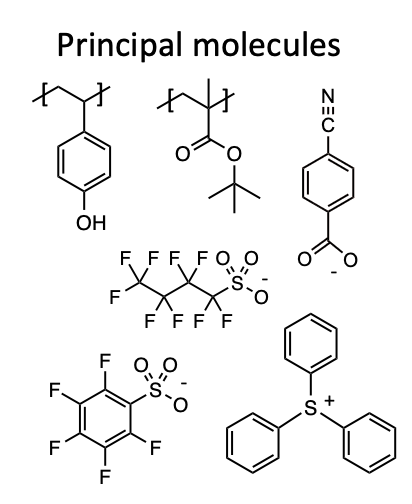 Principal molecules
N
C
O
O
OH
O
O
-
F F F F O O
S -
F O
F F F F
F O O
F S -
O
F F
F
S +